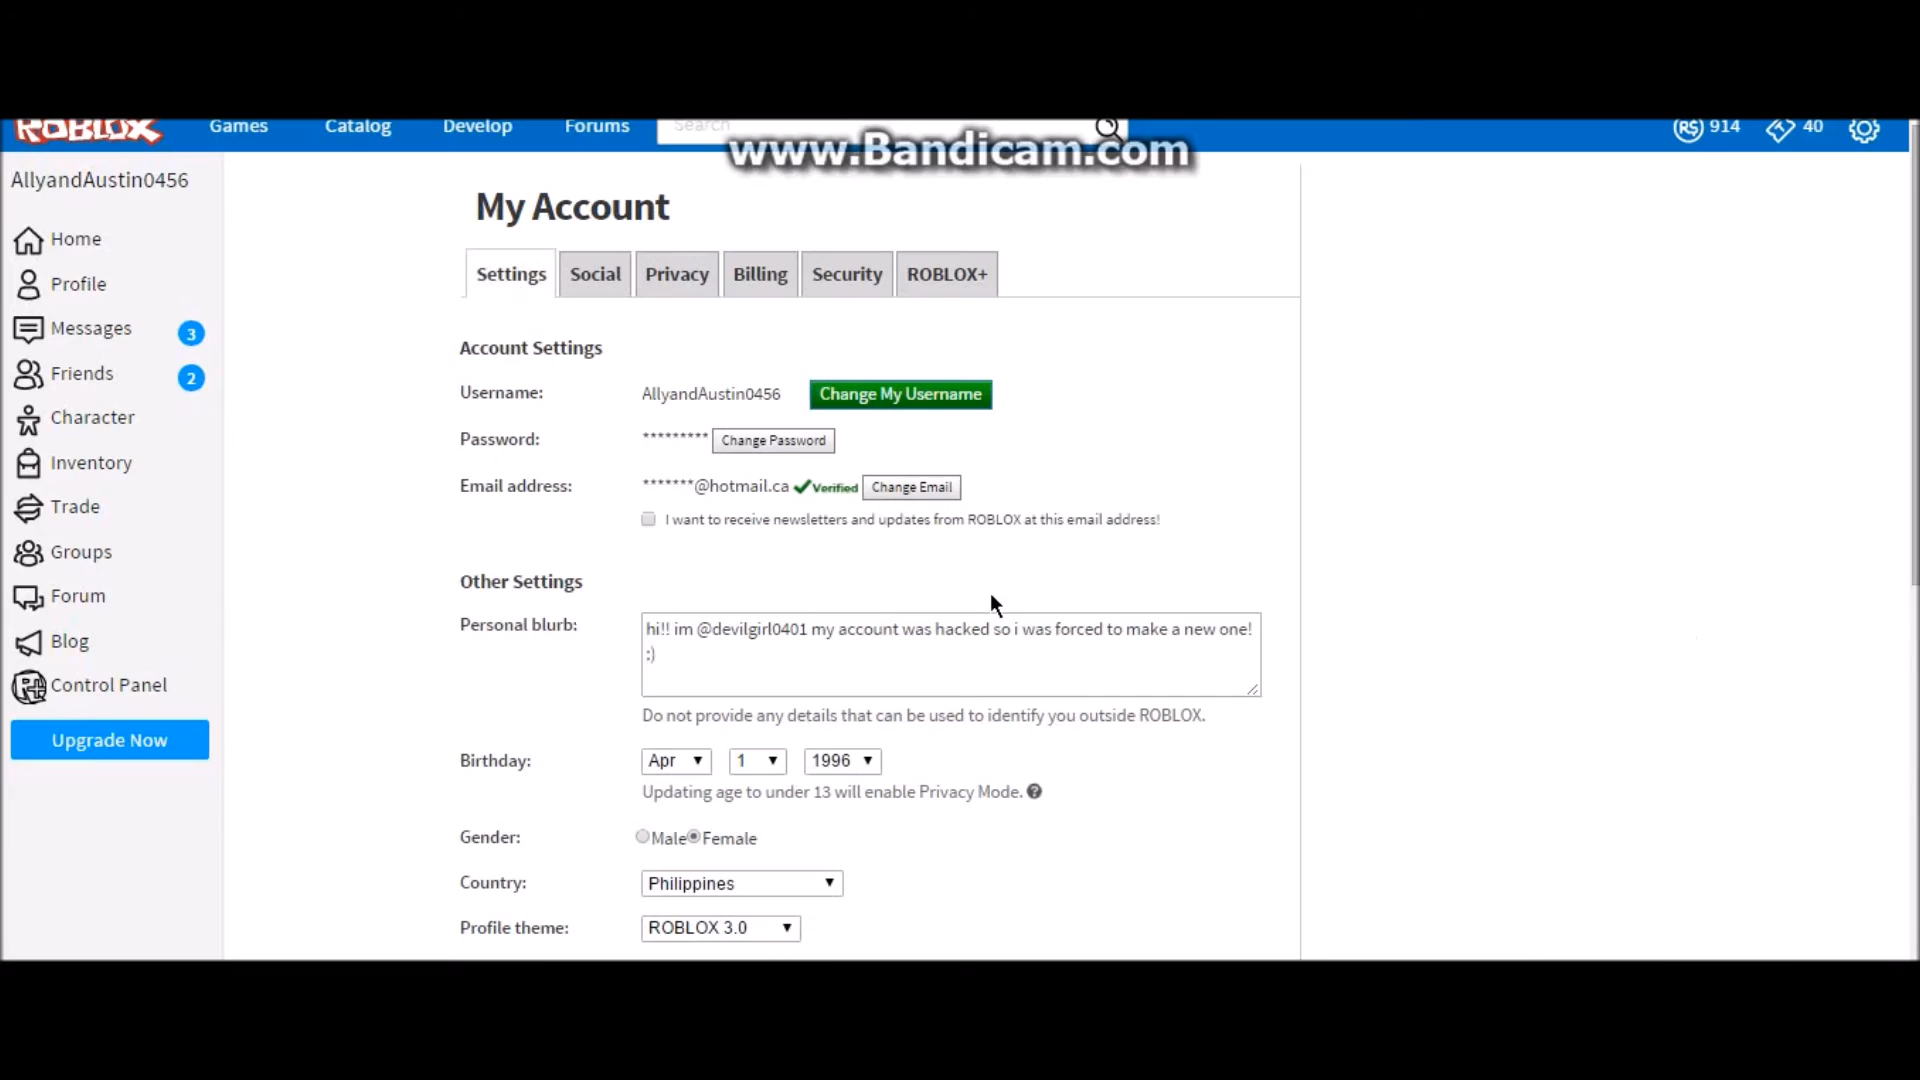 ROBLOX Games Catalog Develop Forums Search 914 40
www.Bandicam.com
AllyandAustin0456
Home
Profile
Messages 3
Friends 2
Character
Inventory
Trade
Groups
Forum
Blog
Control Panel
Upgrade Now
My Account
Settings Social Privacy Billing Security ROBLOX+
Account Settings
Username: AllyandAustin0456 Change My Username
Password: ********* Change Password
Email address: *******@hotmail.ca Verified Change Email
I want to receive newsletters and updates from ROBLOX at this email address!
Other Settings
Personal blurb: hi!! im @devilgirl0401 my account was hacked so i was forced to make a new one!
:)
Do not provide any details that can be used to identify you outside ROBLOX.
Birthday: Apr 1 1996
Updating age to under 13 will enable Privacy Mode.
Gender: Male Female
Country: Philippines
Profile theme: ROBLOX 3.0